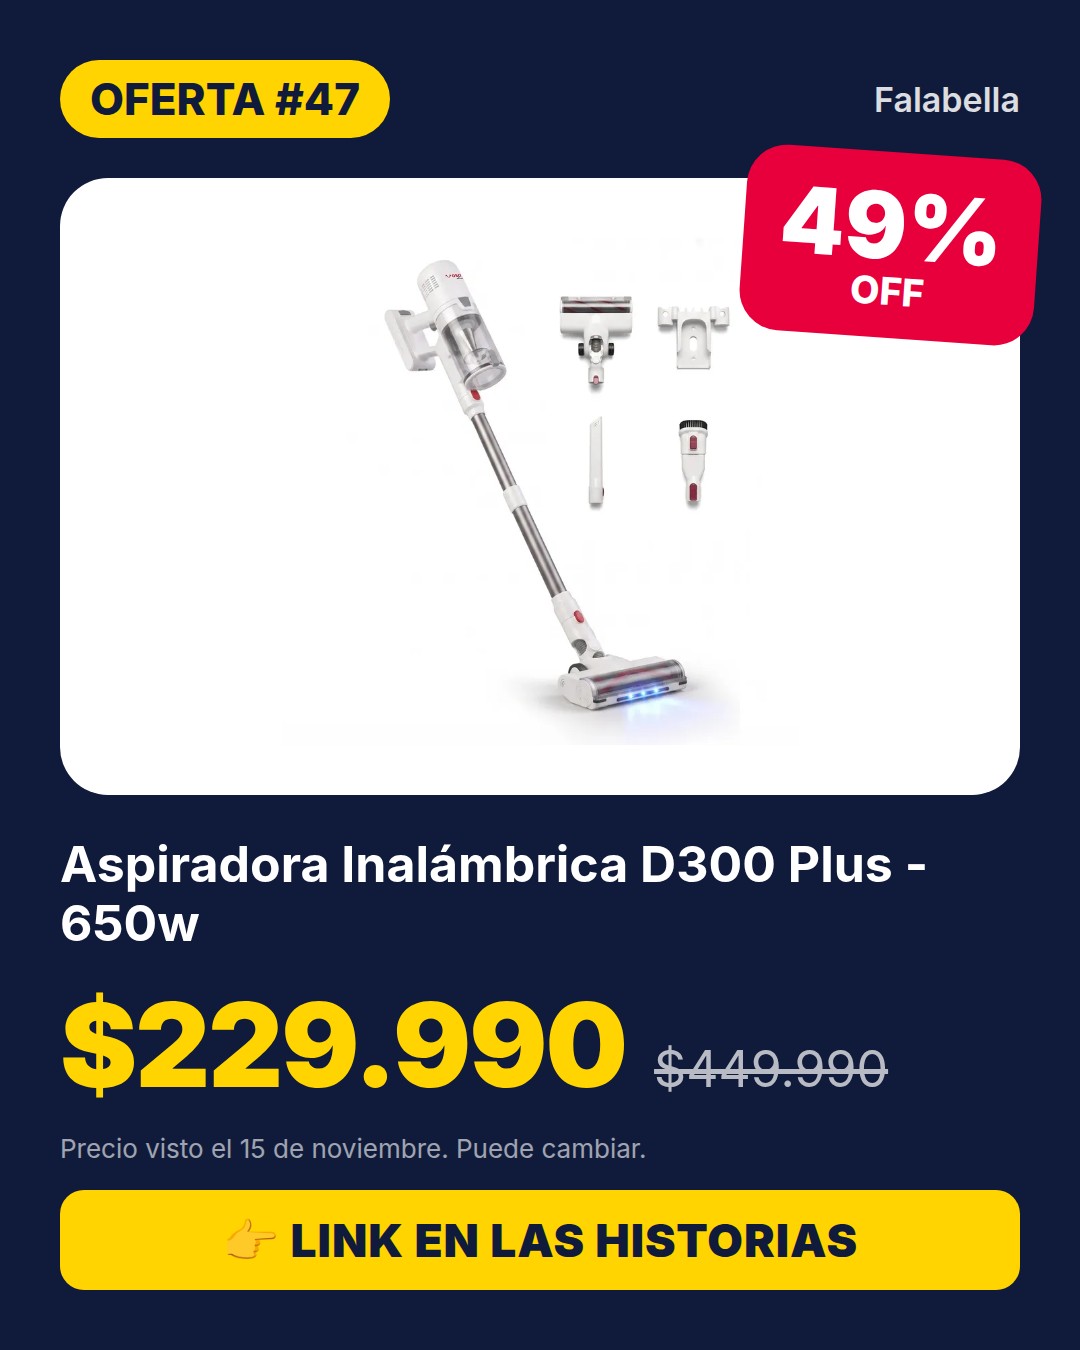 OFERTA #47
Falabella
49%
OFF
Aspiradora Inalámbrica D300 Plus -
650w
$229.990 $449.990
Precio visto el 15 de noviembre. Puede cambiar.
👉 LINK EN LAS HISTORIAS